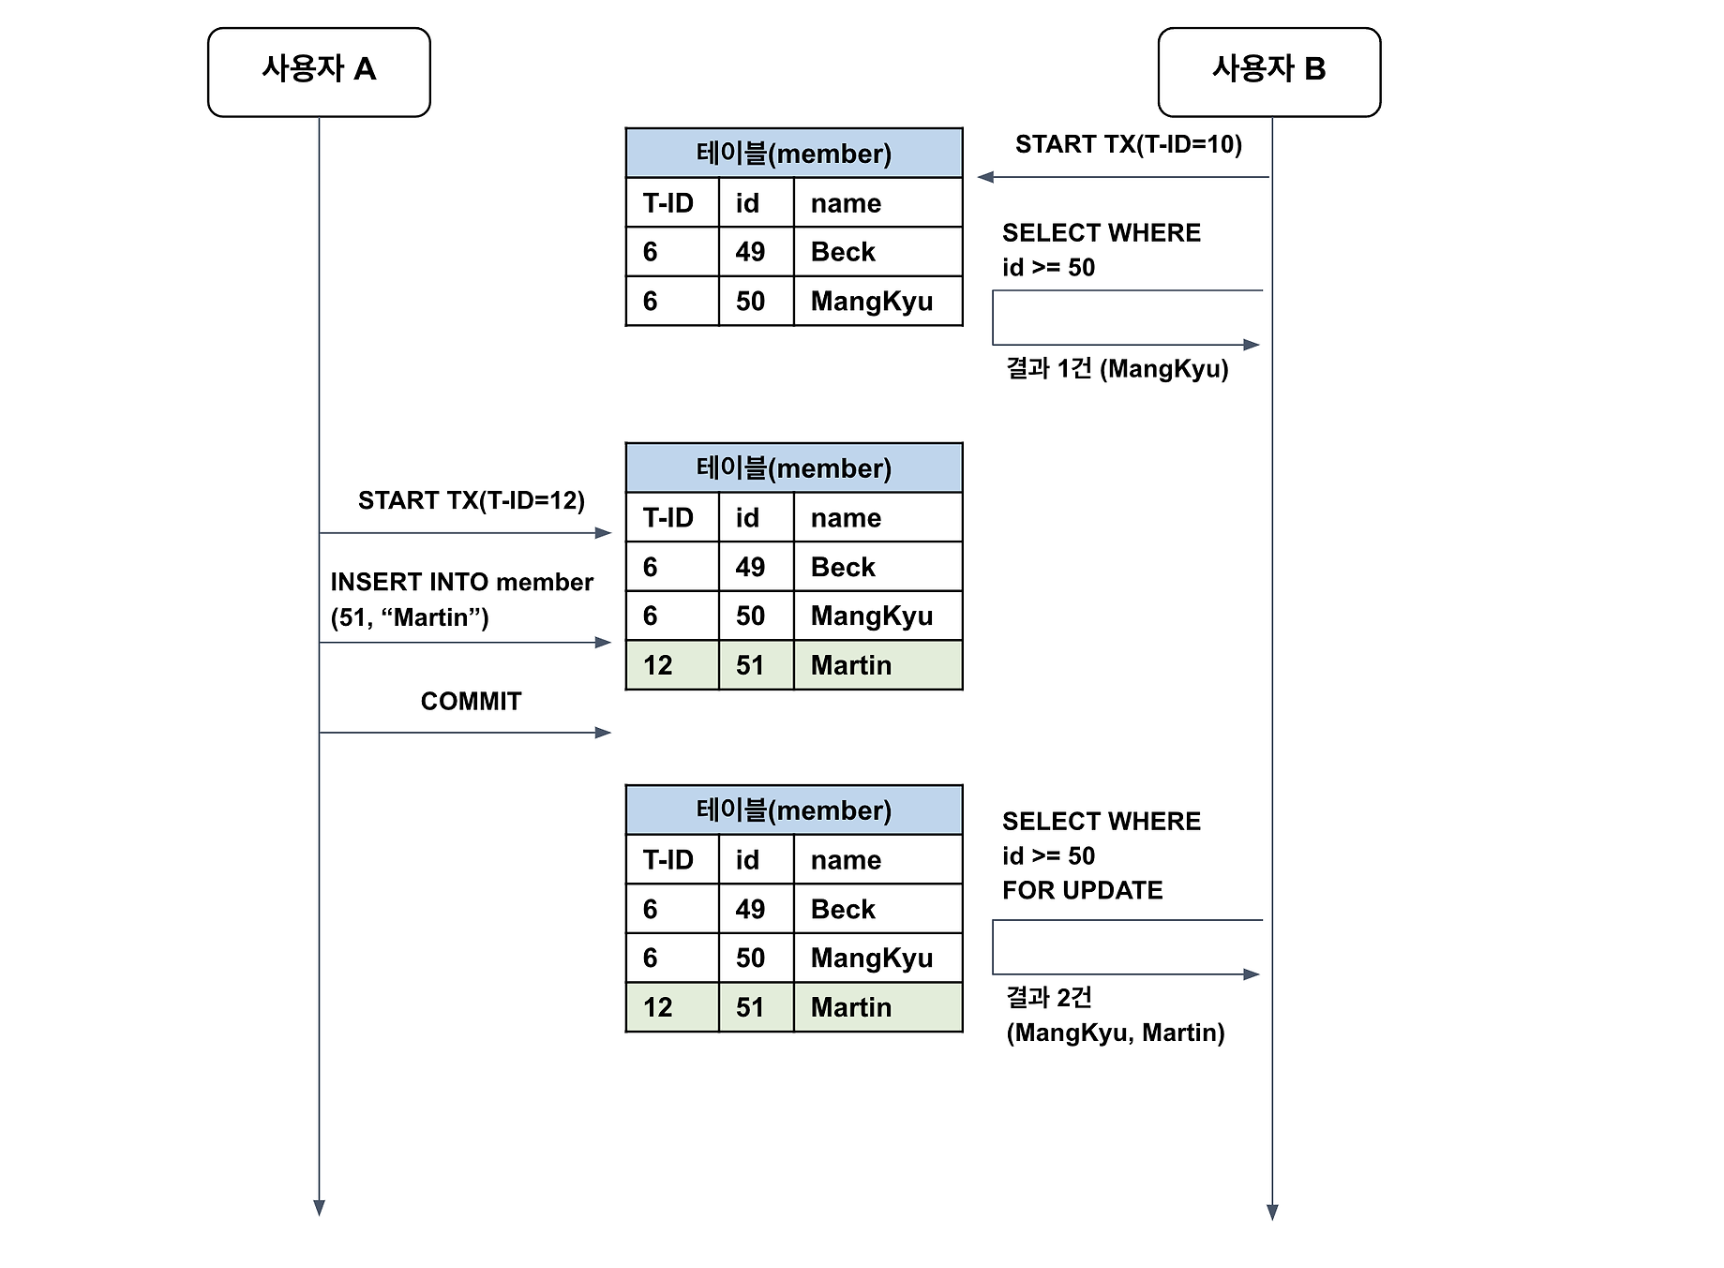 사용자 A
사용자 B
START TX(T-ID=10)
테이블(member)
T-ID id name
6 49 Beck
6 50 MangKyu
SELECT WHERE
id >= 50
결과 1건 (MangKyu)
START TX(T-ID=12)
INSERT INTO member
(51, “Martin”)
COMMIT
테이블(member)
T-ID id name
6 49 Beck
6 50 MangKyu
12 51 Martin
테이블(member)
T-ID id name
6 49 Beck
6 50 MangKyu
12 51 Martin
SELECT WHERE
id >= 50
FOR UPDATE
결과 2건
(MangKyu, Martin)